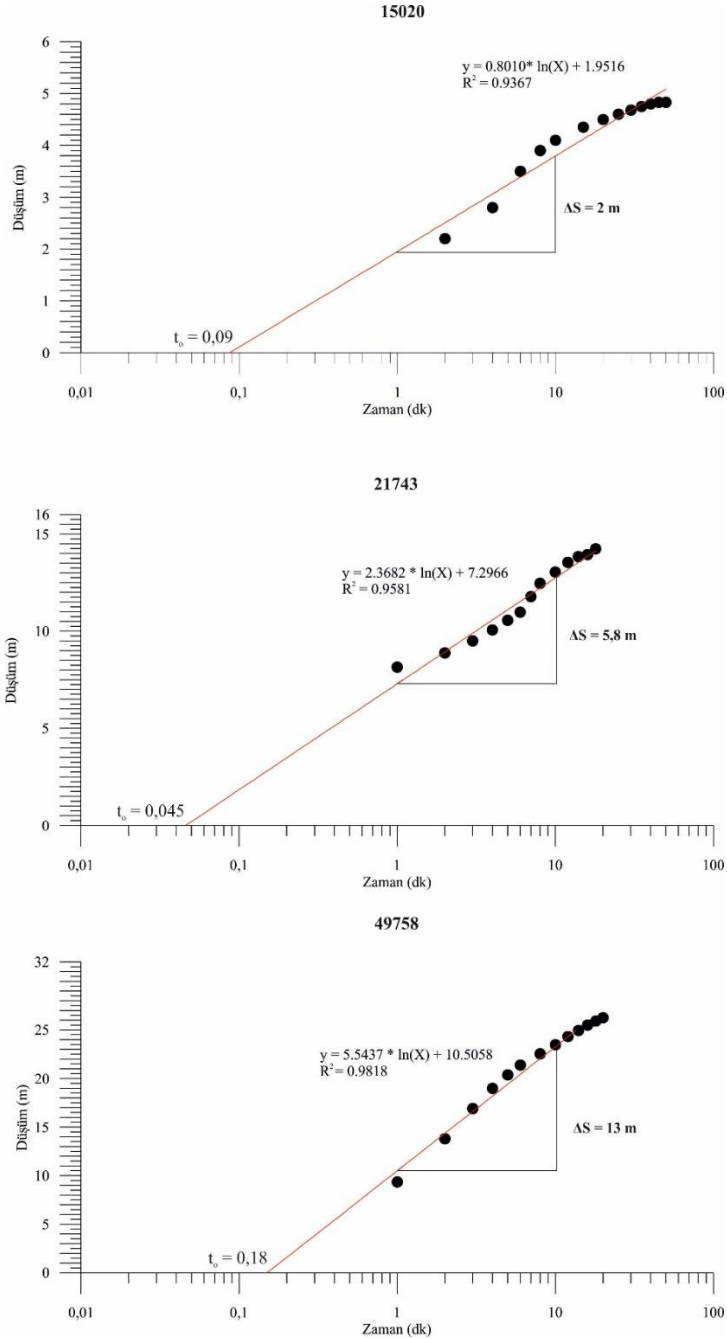 15020
6
y = 0.8010* ln(X) + 1.9516
R² = 0.9367
5
4
Düşüm (m)
3
ΔS = 2 m
2
1
tₒ = 0,09
0
0,01
0,1
1
10
100
Zaman (dk)
21743
16
15
y = 2.3682 * ln(X) + 7.2966
R² = 0.9581
10
Düşüm (m)
ΔS = 5,8 m
5
tₒ = 0,045
0
0,01
0,1
1
10
100
Zaman (dk)
49758
32
25
y = 5.5437 * ln(X) + 10.5058
R² = 0.9818
20
Düşüm (m)
15
ΔS = 13 m
10
5
tₒ = 0,18
0
0,01
0,1
1
10
100
Zaman (dk)